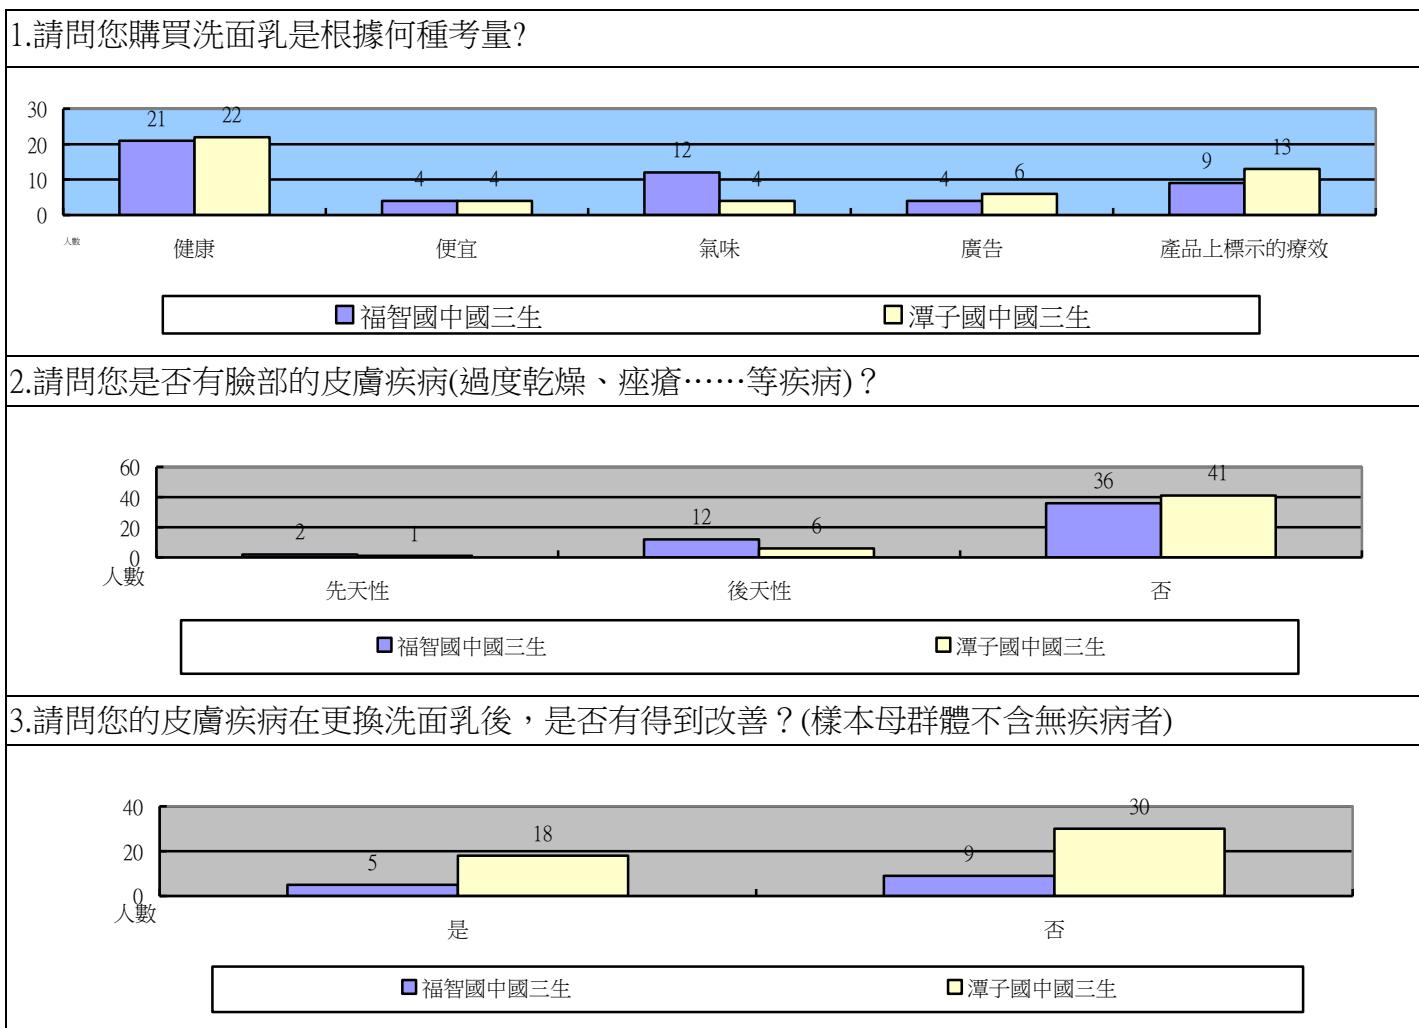 1.請問您購買洗面乳是根據何種考量?
30
20
10
0
21 22
4 4
12 4
4 6
9 13
人數
健康 便宜 氣味 廣告 產品上標示的療效
福智國中國三生 潭子國中國三生
2.請問您是否有臉部的皮膚疾病(過度乾燥、痤瘡……等疾病)？
60
40
20
0
2 1
12 6
36 41
人數
先天性 後天性 否
福智國中國三生 潭子國中國三生
3.請問您的皮膚疾病在更換洗面乳後，是否有得到改善？(樣本母群體不含無疾病者)
40
20
0
5 18
9 30
人數
是 否
福智國中國三生 潭子國中國三生